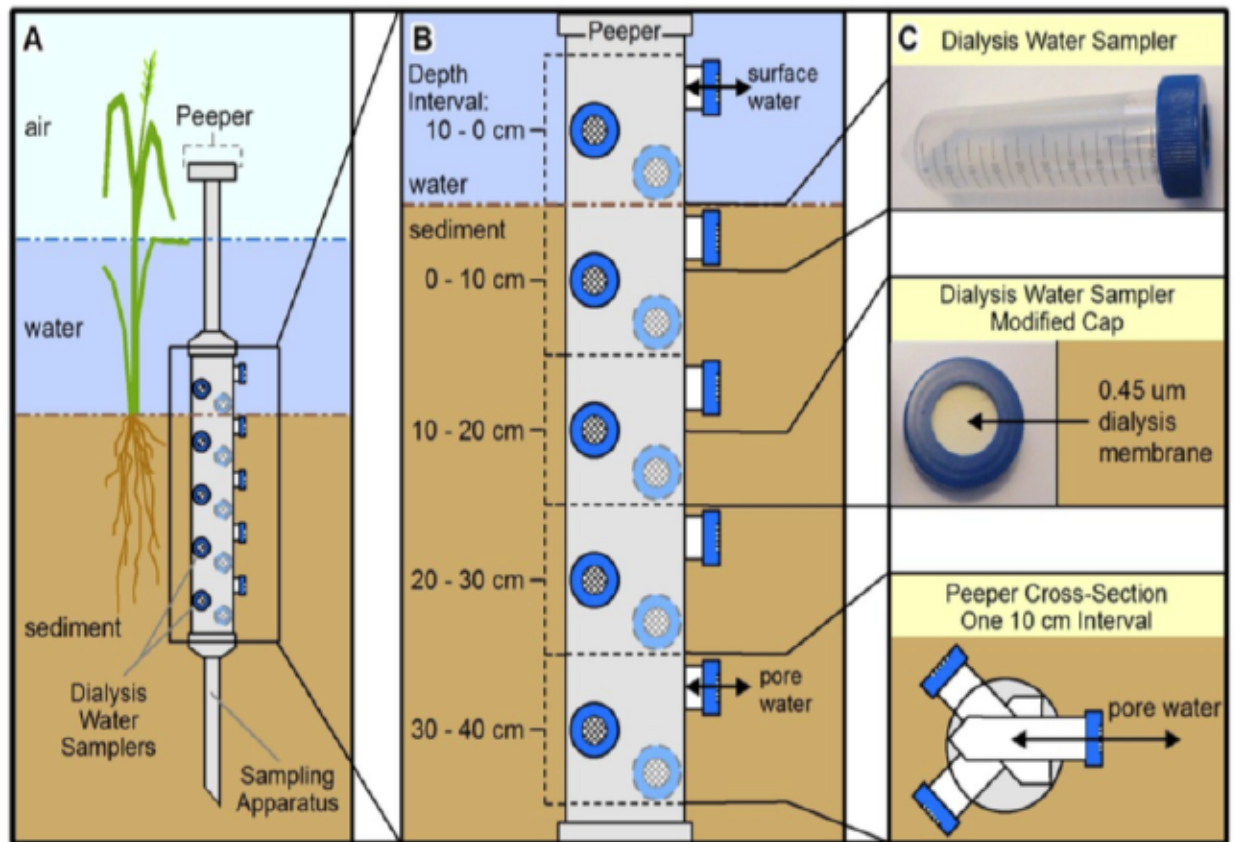 A
air
Peeper
water
sediment
Dialysis
Water
Samplers
Sampling
Apparatus
B
Peeper
Depth
Interval:
10 - 0 cm
surface
water
water
sediment
0 - 10 cm
10 - 20 cm
20 - 30 cm
30 - 40 cm
pore
water
C
Dialysis Water Sampler
Dialysis Water Sampler
Modified Cap
0.45 um
dialysis
membrane
Peeper Cross-Section
One 10 cm Interval
pore water